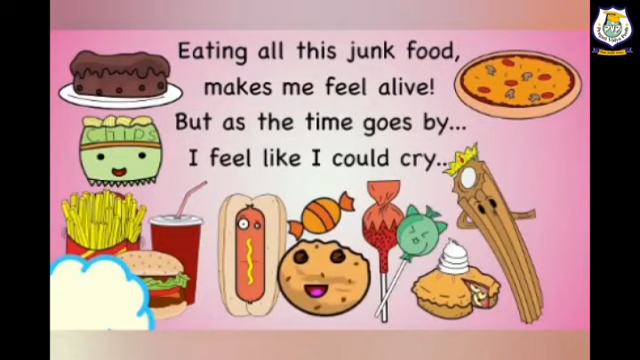 Eating all this junk food,
makes me feel alive!
But as the time goes by...
I feel like I could cry...
CHIPS
PVP